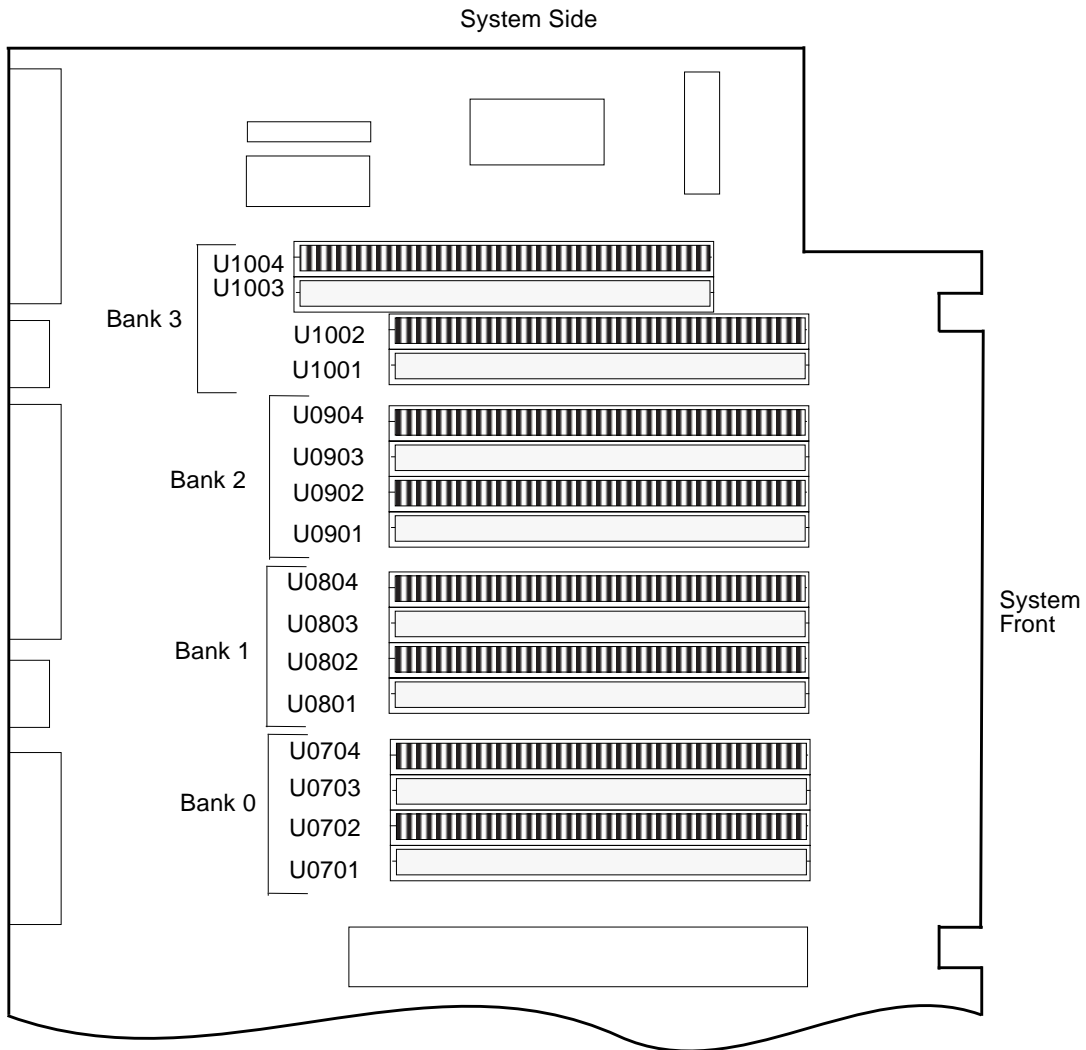 System Side
U1004
U1003
Bank 3
U1002
U1001
U0904
U0903
Bank 2
U0902
U0901
U0804
System
Front
U0803
Bank 1
U0802
U0801
U0704
U0703
Bank 0
U0702
U0701